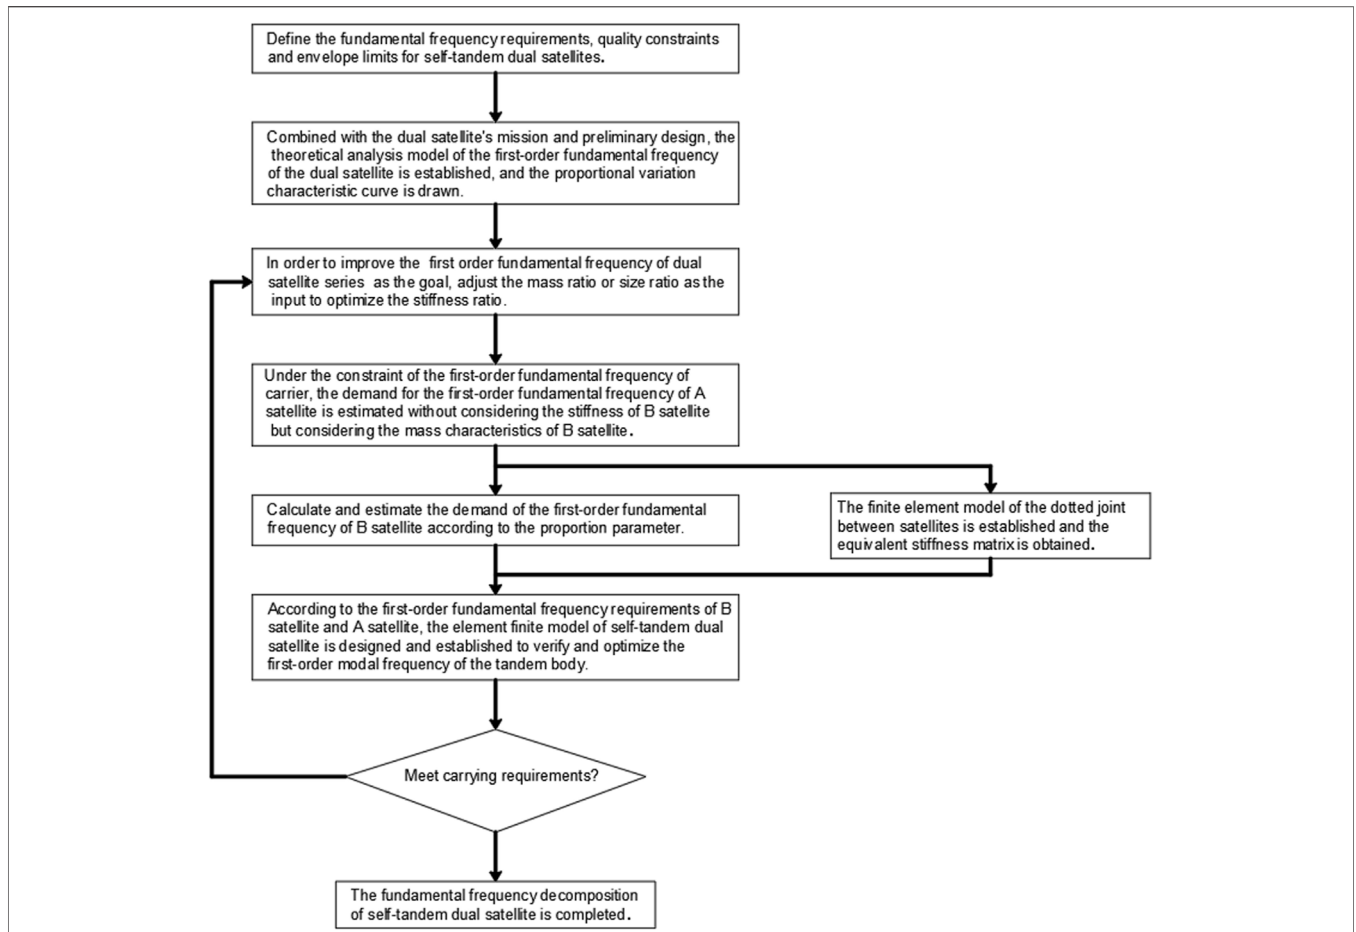 Define the fundamental frequency requirements, quality constraints
and envelope limits for self-tandem dual satellites.
Combined with the dual satellite's mission and preliminary design, the
theoretical analysis model of the first-order fundamental frequency
of the dual satellite is established, and the proportional variation
characteristic curve is drawn.
In order to improve the first order fundamental frequency of dual
satellite series as the goal, adjust the mass ratio or size ratio as the
input to optimize the stiffness ratio.
Under the constraint of the first-order fundamental frequency of
carrier, the demand for the first-order fundamental frequency of A
satellite is estimated without considering the stiffness of B satellite
but considering the mass characteristics of B satellite.
Calculate and estimate the demand of the first-order fundamental
frequency of B satellite according to the proportion parameter.
The finite element model of the dotted joint
between satellites is established and the
equivalent stiffness matrix is obtained.
According to the first-order fundamental frequency requirements of B
satellite and A satellite, the element finite model of self-tandem dual
satellite is designed and established to verify and optimize the
first-order modal frequency of the tandem body.
Meet carrying requirements?
The fundamental frequency decomposition
of self-tandem dual satellite is completed.